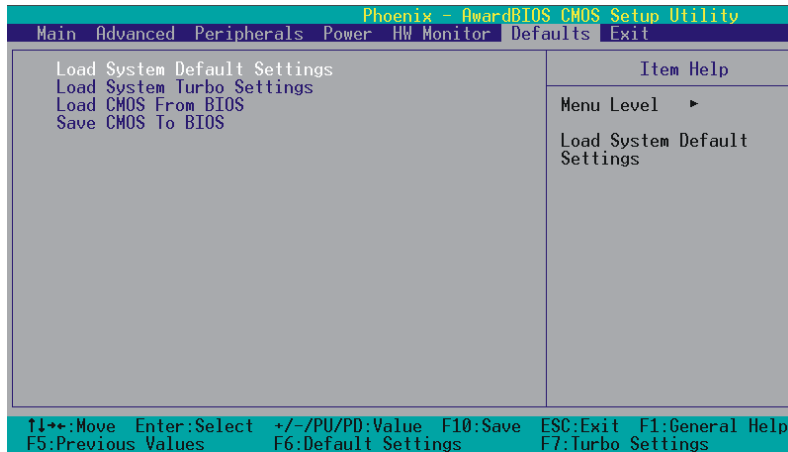 Phoenix - AwardBIOS CMOS Setup Utility
Main Advanced Peripherals Power HW Monitor Defaults Exit
Load System Default Settings
Load System Turbo Settings
Load CMOS From BIOS
Save CMOS To BIOS
Item Help
Menu Level ►
Load System Default
Settings
↑↓→←:Move Enter:Select +/-/PU/PD:Value F10:Save ESC:Exit F1:General Help
F5:Previous Values F6:Default Settings F7:Turbo Settings